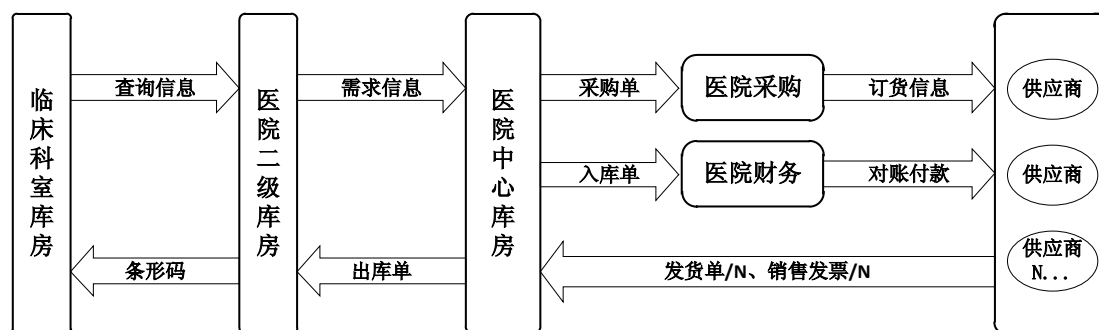 临床科室库房
医院二级库房
医院中心库房
查询信息
需求信息
采购单
医院采购
订货信息
供应商
入库单
医院财务
对账付款
供应商
条形码
出库单
发货单/N、销售发票/N
供应商
N...